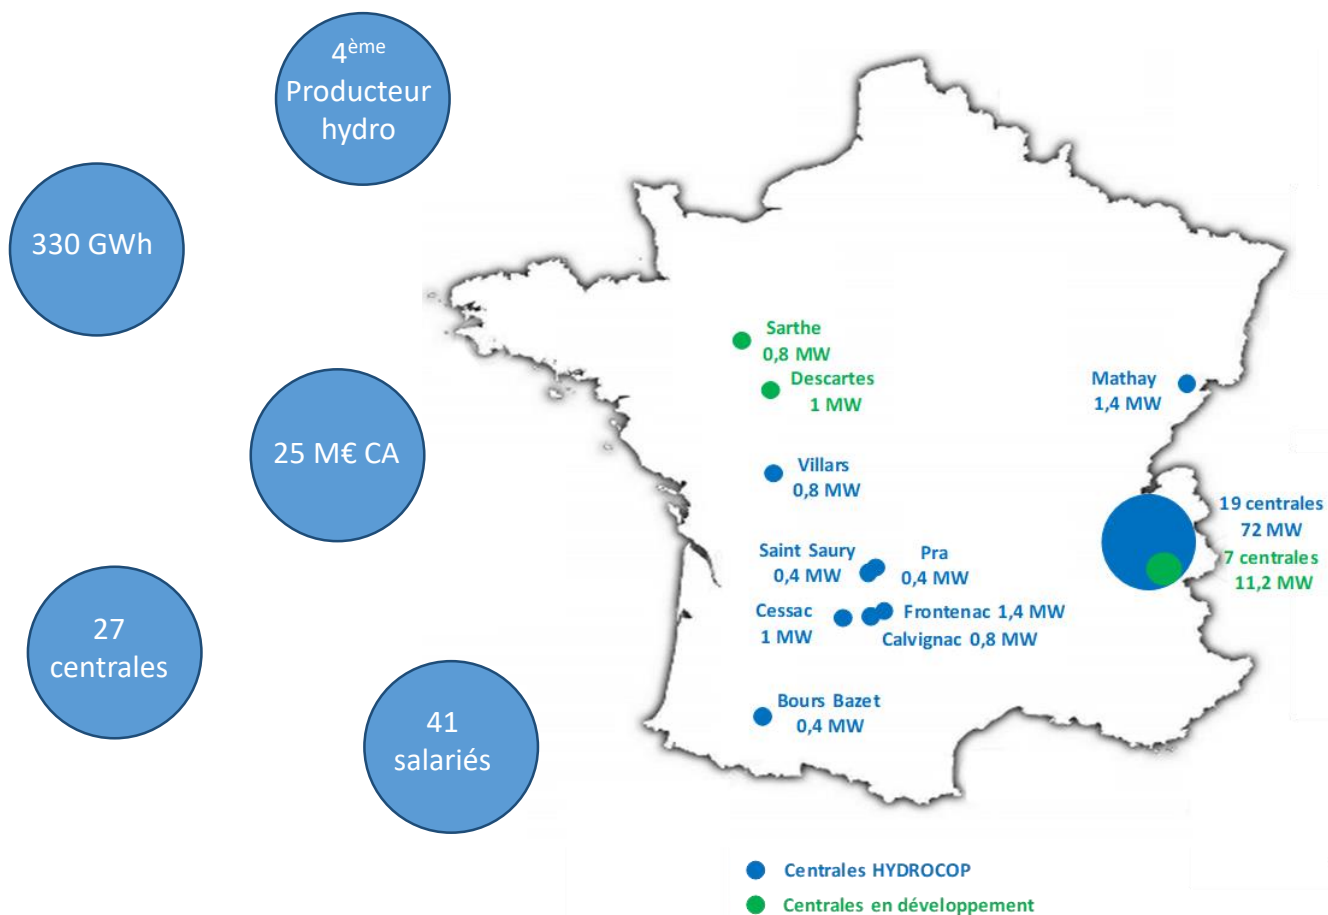 4ème
Producteur
hydro
330 GWh
25 M€ CA
27
centrales
41
salariés
Sarthe
0,8 MW
Descartes
1 MW
Mathay
1,4 MW
Villars
0,8 MW
19 centrales
72 MW
7 centrales
11,2 MW
Saint Saury
0,4 MW
Pra
0,4 MW
Cessac
1 MW
Frontenac 1,4 MW
Calvignac 0,8 MW
Bours Bazet
0,4 MW
Centrales HYDROCOP
Centrales en développement